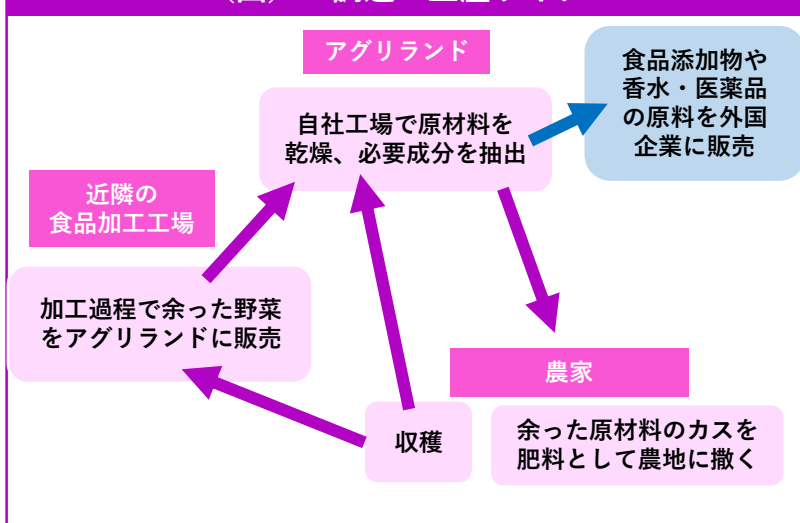 アグリランド
食品添加物や
香水・医薬品
の原料を外国
企業に販売
自社工場で原材料を
乾燥、必要成分を抽出
近隣の
食品加工工場
加工過程で余った野菜
をアグリランドに販売
農家
収穫
余った原材料のカスを
肥料として農地に撒く